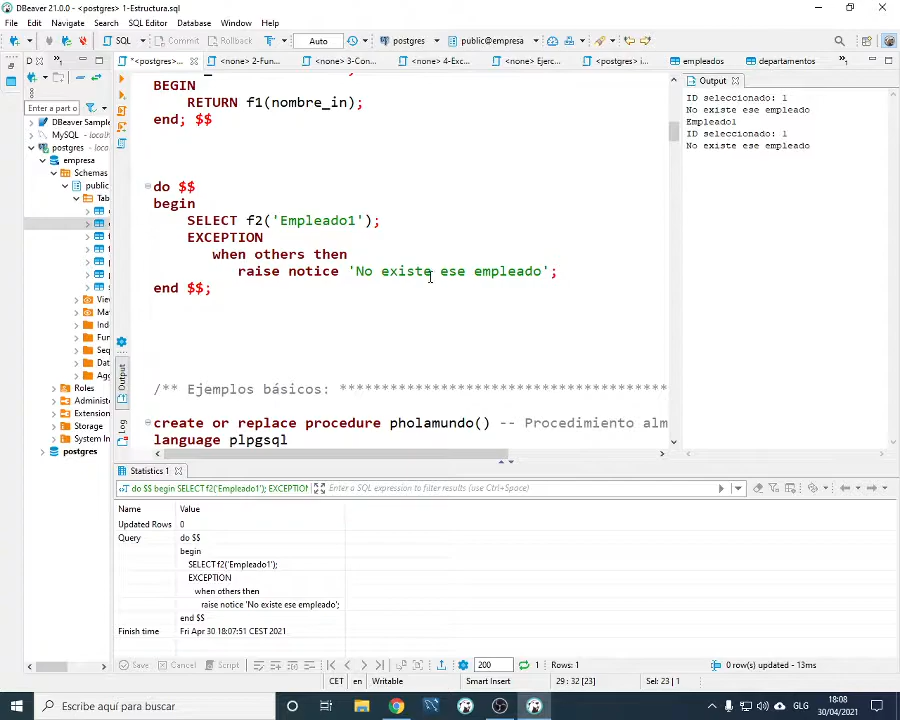 DBeaver 21.0.0 - <postgres> 1-Estructura.sql
File Edit Navigate Search SQL Editor Database Window Help
SQL Commit Rollback Auto postgres public@empresa
D *<postgres>... <none> 2-Fun... <none> 3-Con... <none> 4-Exc... <none> Ejerc... <postgres> i... empleados departamentos
Enter a part o
DBeaver Sample
MySQL - localh
postgres - localh
empresa
Schemas
public
Tab
Roles
Administe
Extension
Storage
System In
postgres
BEGIN
RETURN f1(nombre_in);
end; $$
do $$
begin
SELECT f2('Empleado1');
EXCEPTION
when others then
raise notice 'No existe ese empleado';
end $$;
/** Ejemplos básicos: ****************************************
create or replace procedure pholamundo() -- Procedimiento alm
language plpgsql
Output
Log
Output
ID seleccionado: 1
No existe ese empleado
Empleado1
ID seleccionado: 1
No existe ese empleado
Statistics 1
do $$ begin SELECT f2('Empleado1'); EXCEPTION
Enter a SQL expression to filter results (use Ctrl+Space)
Name Value
Updated Rows 0
Query do $$
begin
SELECT f2('Empleado1');
EXCEPTION
when others then
raise notice 'No existe ese empleado';
end $$
Finish time Fri Apr 30 18:07:51 CEST 2021
Save Cancel Script 200 1 Rows: 1 0 row(s) updated - 13ms
CET en Writable Smart Insert 29 : 32 [23] Sel: 23 | 1
Escribe aquí para buscar
GLG
18:08
30/04/2021